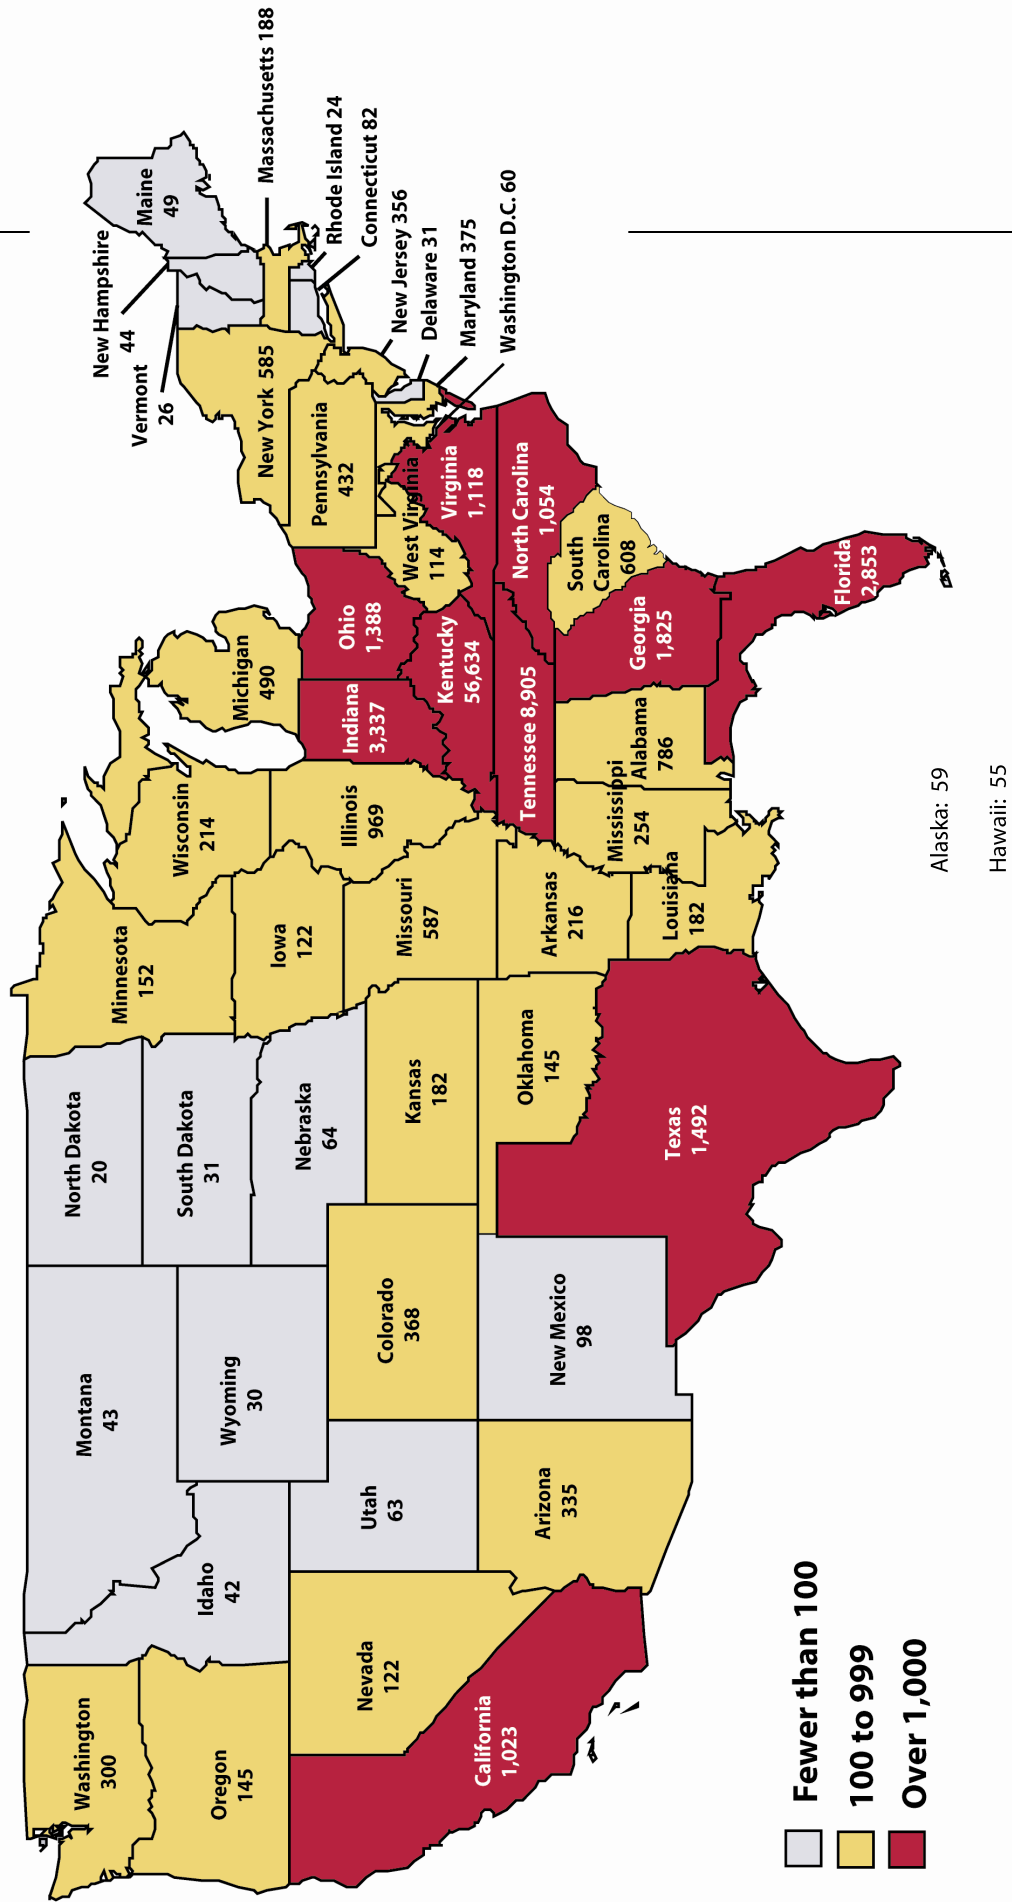 Washington
300
Oregon
145
California
1,023
Nevada
122
Idaho
42
Montana
43
Wyoming
30
Utah
63
Arizona
335
Colorado
368
New Mexico
98
North Dakota
20
South Dakota
31
Nebraska
64
Kansas
182
Oklahoma
145
Texas
1,492
Minnesota
152
Iowa
122
Missouri
587
Arkansas
216
Louisiana
182
Wisconsin
214
Illinois
969
Mississippi
254
Michigan
490
Indiana
3,337
Ohio
1,388
Kentucky
56,634
Tennessee 8,905
Alabama
786
Georgia
1,825
Florida
2,853
South
Carolina
608
North Carolina
1,054
Virginia
1,118
West Virginia
114
Pennsylvania
432
New York 585
Vermont
26
New Hampshire
44
Maine
49
Massachusetts 188
Rhode Island 24
Connecticut 82
New Jersey 356
Delaware 31
Maryland 375
Washington D.C. 60
Alaska: 59
Hawaii: 55
Fewer than 100
100 to 999
Over 1,000